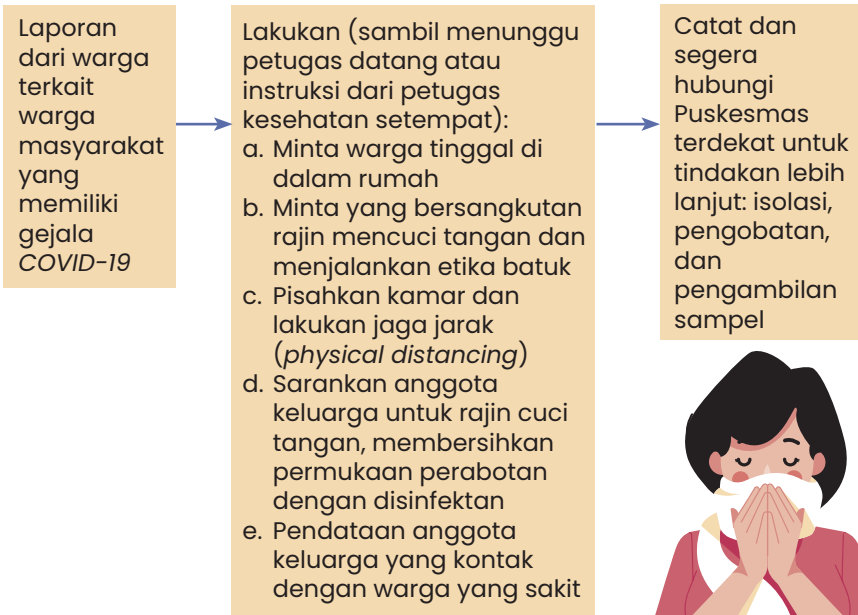 Laporan
dari warga
terkait
warga
masyarakat
yang
memiliki
gejala
COVID-19
Lakukan (sambil menunggu
petugas datang atau
instruksi dari petugas
kesehatan setempat):
a. Minta warga tinggal di
dalam rumah
b. Minta yang bersangkutan
rajin mencuci tangan dan
menjalankan etika batuk
c. Pisahkan kamar dan
lakukan jaga jarak
(physical distancing)
d. Sarankan anggota
keluarga untuk rajin cuci
tangan, membersihkan
permukaan perabotan
dengan disinfektan
e. Pendataan anggota
keluarga yang kontak
dengan warga yang sakit
Catat dan
segera
hubungi
Puskesmas
terdekat untuk
tindakan lebih
lanjut: isolasi,
pengobatan,
dan
pengambilan
sampel